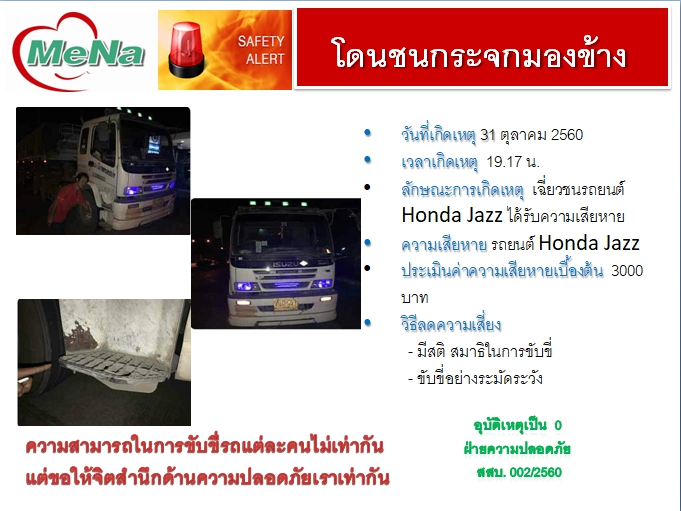 MeNa
SAFETY
ALERT
โดนชนกระจกมองข้าง
• วันที่เกิดเหตุ 31 ตุลาคม 2560
• เวลาเกิดเหตุ 19.17 น.
• ลักษณะการเกิดเหตุ เฉี่ยวชนรถยนต์
Honda Jazz ได้รับความเสียหาย
• ความเสียหาย รถยนต์ Honda Jazz
• ประเมินค่าความเสียหายเบื้องต้น 3000
บาท
• วิธีลดความเสี่ยง
- มีสติ สมาธิในการขับขี่
- ขับขี่อย่างระมัดระวัง
ISUZU
ความสามารถในการขับขี่รถแต่ละคนไม่เท่ากัน
แต่ขอให้จิตสำนึกด้านความปลอดภัยเราเท่ากัน
อุบัติเหตุเป็น 0
ฝ่ายความปลอดภัย
สสบ. 002/2560